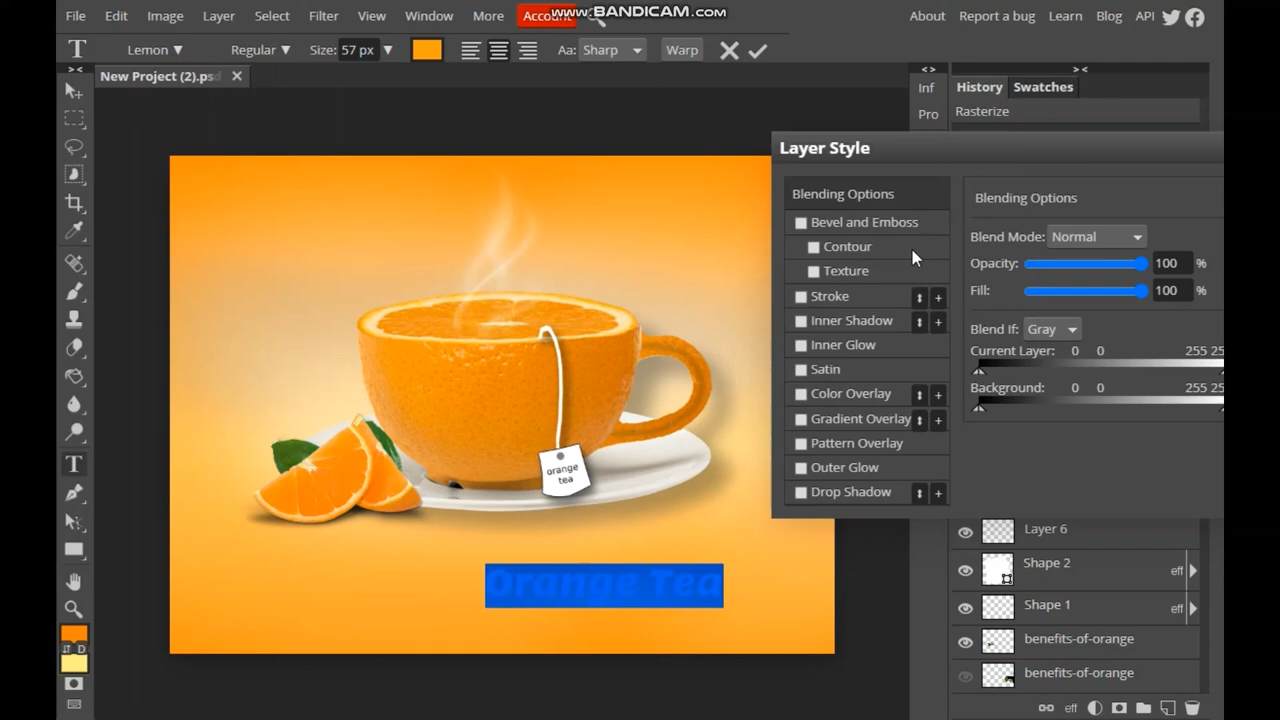 File Edit Image Layer Select Filter View Window More Account About Report a bug Learn Blog API
www.BANDICAM.com
T Lemon Regular Size: 57 px Aa: Sharp Warp
New Project (2).psd
Inf
Pro
History Swatches
Rasterize
Layer Style
Blending Options
Bevel and Emboss
Contour
Texture
Stroke
Inner Shadow
Inner Glow
Satin
Color Overlay
Gradient Overlay
Pattern Overlay
Outer Glow
Drop Shadow
Blending Options
Blend Mode: Normal
Opacity: 100 %
Fill: 100 %
Blend If: Gray
Current Layer: 0 0 255 25
Background: 0 0 255 25
orange
tea
Orange Tea
T
D
Layer 6
Shape 2 eff
Shape 1 eff
benefits-of-orange
benefits-of-orange
eff